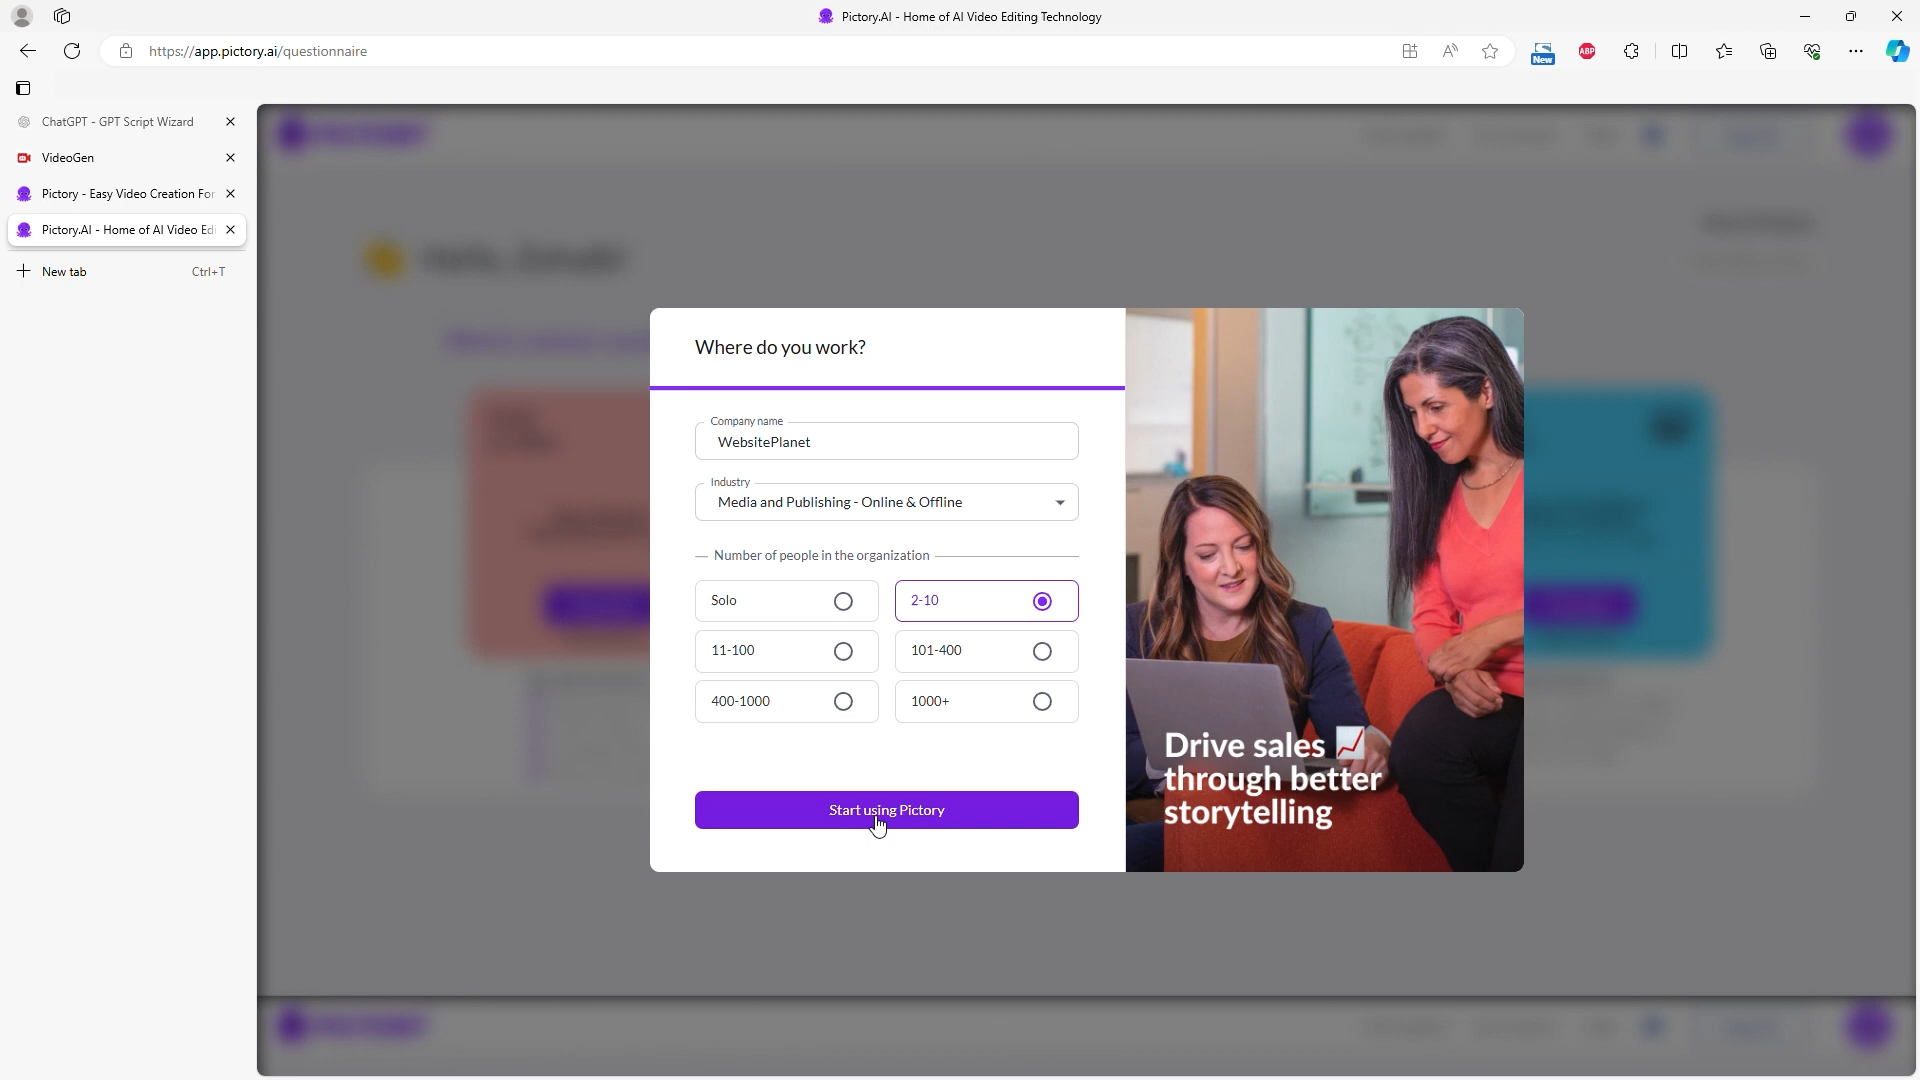 Pictory.AI - Home of AI Video Editing Technology
https://app.pictory.ai/questionnaire
New
ABP
ChatGPT - GPT Script Wizard
VideoGen
Pictory - Easy Video Creation For
Pictory.AI - Home of AI Video Edi
New tab
Ctrl+T
Where do you work?
Company name
WebsitePlanet
Industry
Media and Publishing - Online & Offline
Number of people in the organization
Solo
2-10
11-100
101-400
400-1000
1000+
Start using Pictory
Drive sales 📈
through better
storytelling